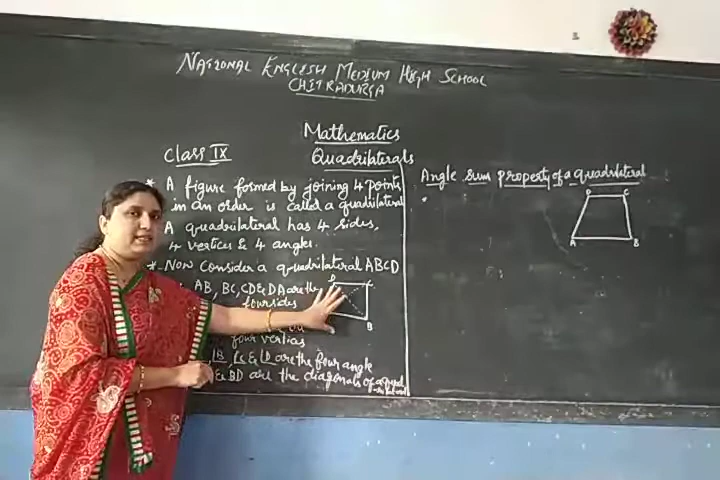 National English Medium High School
Chitradurga
Mathematics
Class IX
Quadrilaterals
* A figure formed by joining 4 points
in an order is called a quadrilateral
A quadrilateral has 4 sides,
4 vertices & 4 angles.
* Now consider a quadrilateral ABCD
AB, BC, CD & DA are the
four sides
four
∠B, ∠C & ∠D are the four angle
& BD are the diagonals of a
B
Angle sum property of a quadrilateral
*
D C
A B